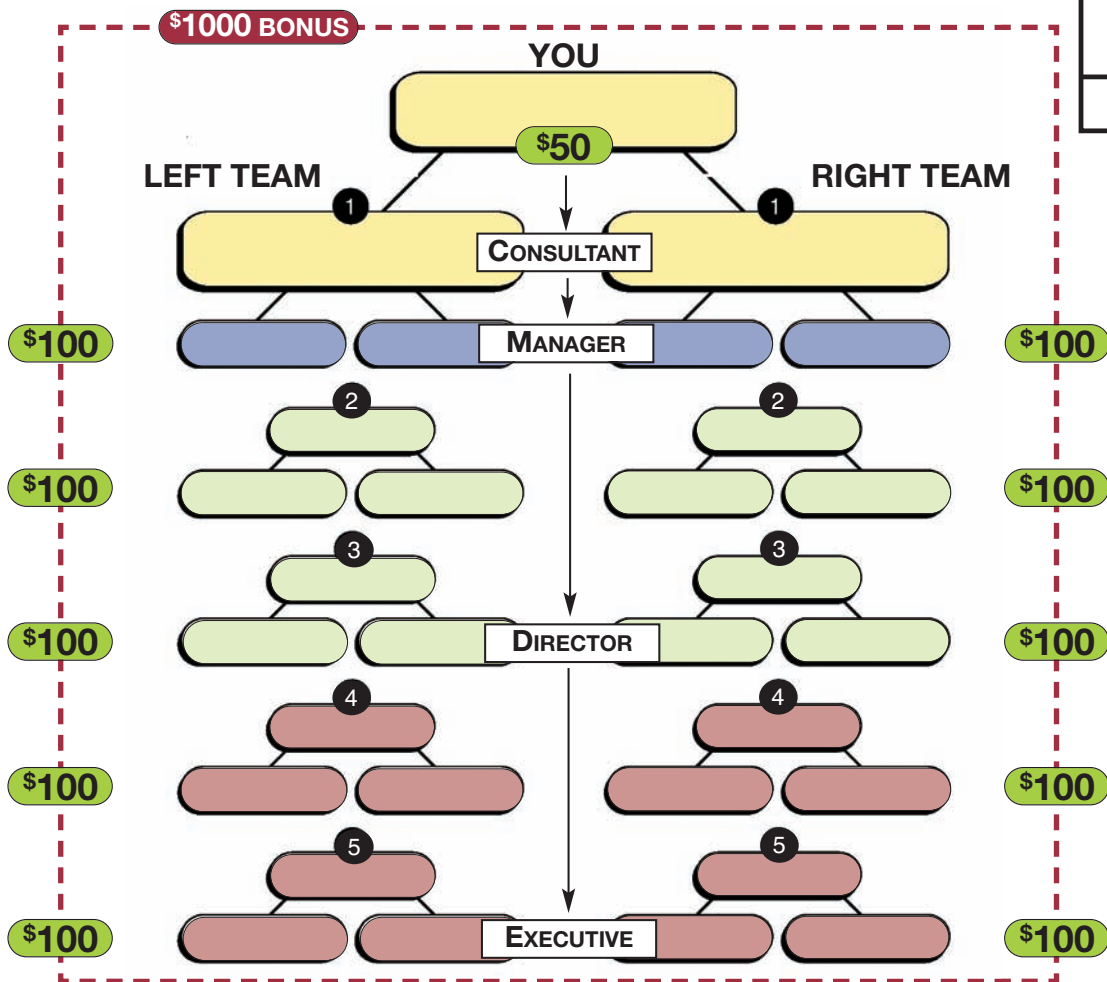 $1000 BONUS
YOU
$50
LEFT TEAM
RIGHT TEAM
1
1
CONSULTANT
$100
MANAGER
$100
2
2
$100
$100
3
3
$100
DIRECTOR
$100
4
4
$100
$100
5
5
$100
EXECUTIVE
$100